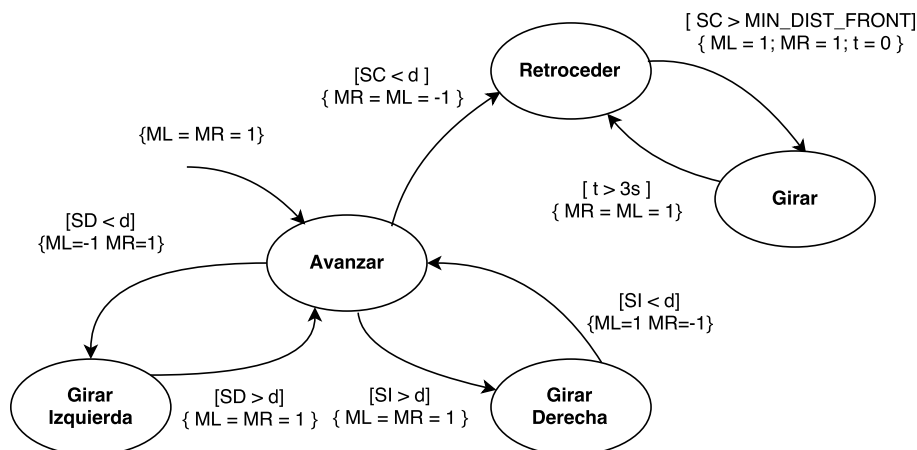 [ SC > MIN_DIST_FRONT]
{ ML = 1; MR = 1; t = 0 }
Retroceder
[SC < d ]
{ MR = ML = -1 }
{ML = MR = 1}
[ t > 3s ]
{ MR = ML = 1}
Girar
[SD < d]
{ML=-1 MR=1}
Avanzar
[SI < d]
{ML=1 MR=-1}
Girar
Izquierda
[SD > d]
{ ML = MR = 1 }
[SI > d]
{ ML = MR = 1 }
Girar
Derecha